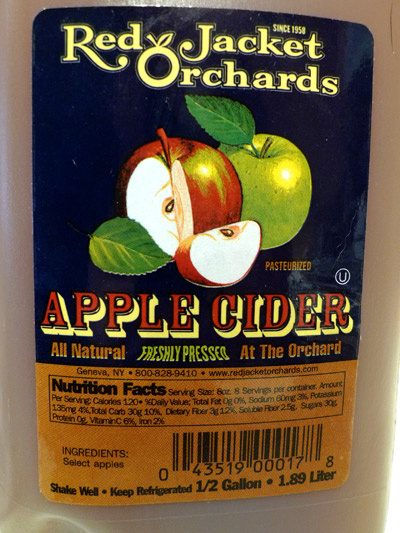 SINCE 1958
Red Jacket
Orchards
PASTEURIZED
U
APPLE CIDER
All Natural FRESHLY PRESSED At The Orchard
Geneva, NY • 800-828-9410 • www.redjacketorchards.com
Nutrition Facts Serving Size: 8oz. 8 Servings per container. Amount
Per Serving: Calories 120 • %Daily Value: Total Fat 0g 0%, Sodium 60mg 3%, Potassium
135mg 4%,Total Carb 30g 10%, Dietary Fiber 3g 12%, Soluble Fiber 2.5g, Sugars 30g,
Protein 0g, Vitamin C 6%, Iron 2%
INGREDIENTS:
Select apples
0 43519 00017 8
Shake Well • Keep Refrigerated 1/2 Gallon • 1.89 Liter